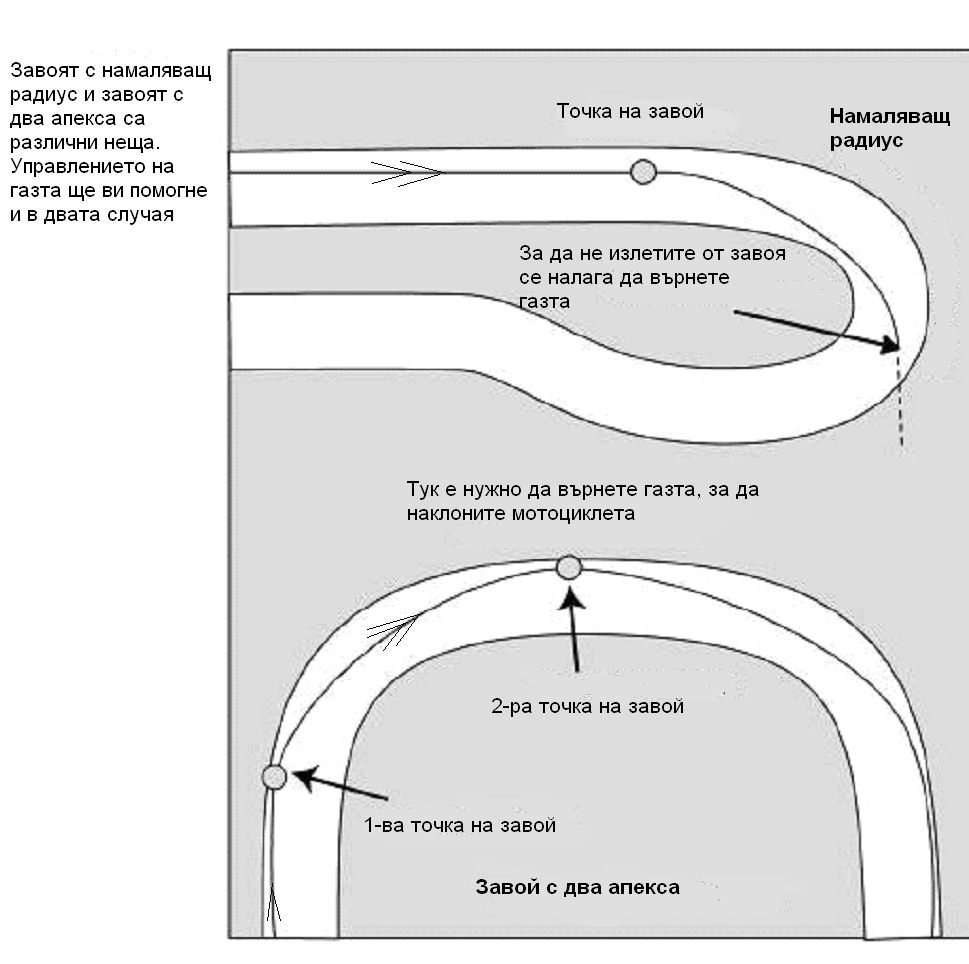 Завоят с намаляващ
радиус и завоят с
два апекса са
различни неща.
Управлението на
газта ще ви помогне
и в двата случая
Точка на завой
Намаляващ
радиус
За да не излетите от завоя
се налага да върнете
газта
Тук е нужно да върнете газта, за да
наклоните мотоциклета
2-ра точка на завой
1-ва точка на завой
Завой с два апекса